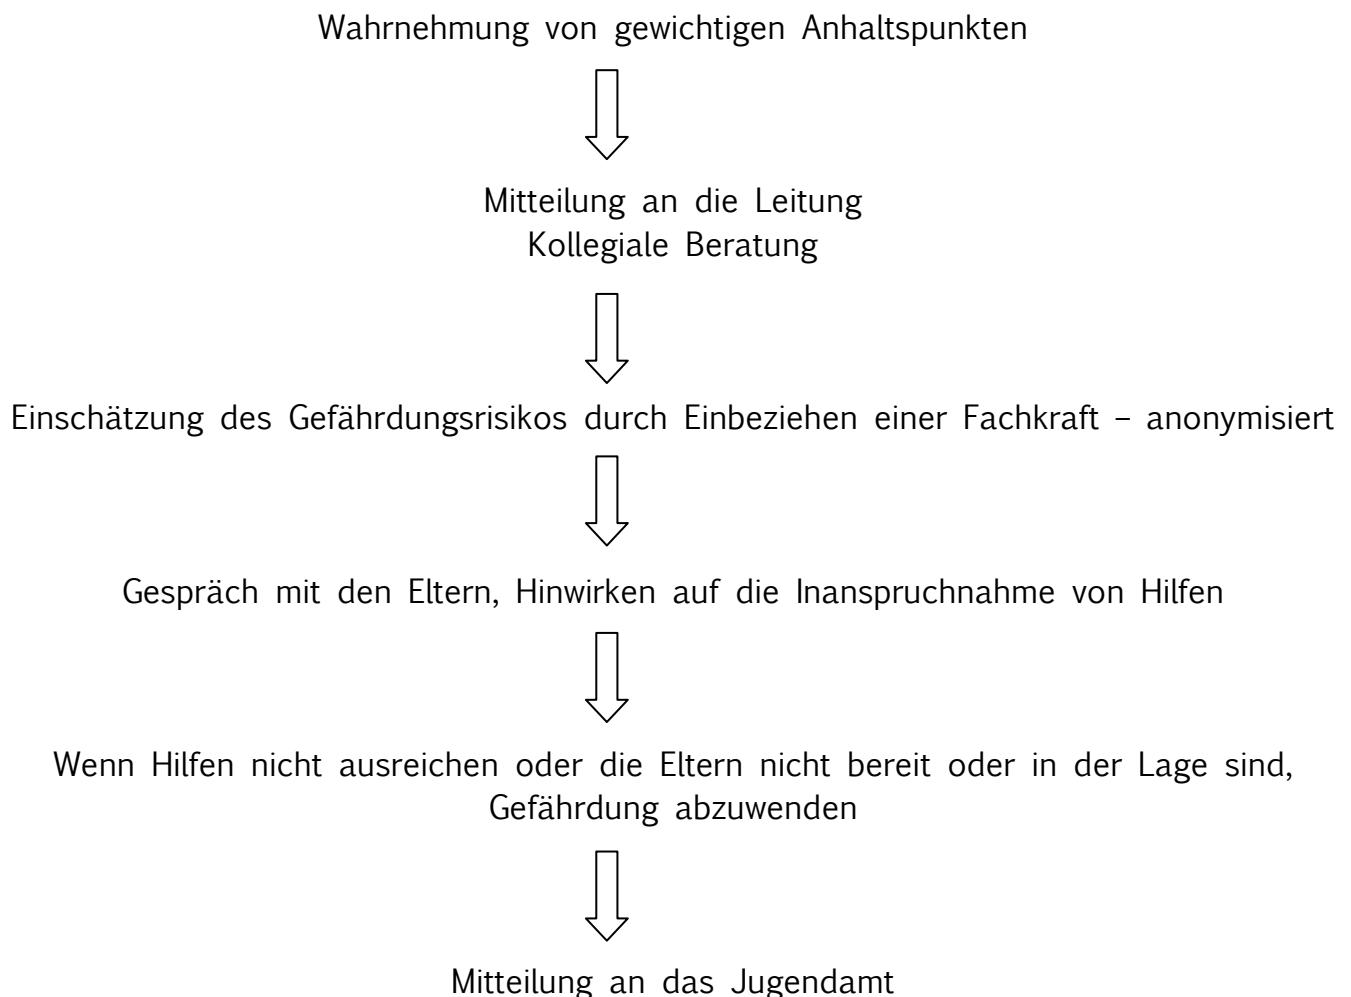 Wahrnehmung von gewichtigen Anhaltspunkten
Mitteilung an die Leitung
Kollegiale Beratung
Einschätzung des Gefährdungsrisikos durch Einbeziehen einer Fachkraft – anonymisiert
Gespräch mit den Eltern, Hinwirken auf die Inanspruchnahme von Hilfen
Wenn Hilfen nicht ausreichen oder die Eltern nicht bereit oder in der Lage sind,
Gefährdung abzuwenden
Mitteilung an das Jugendamt